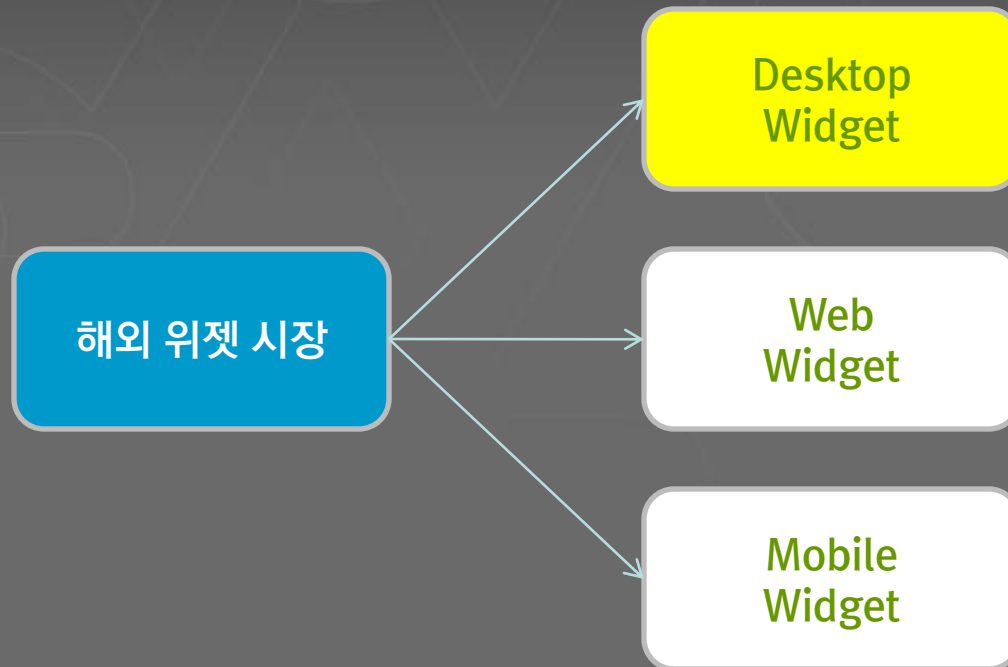 Desktop
Widget
해외 위젯 시장
Web
Widget
Mobile
Widget